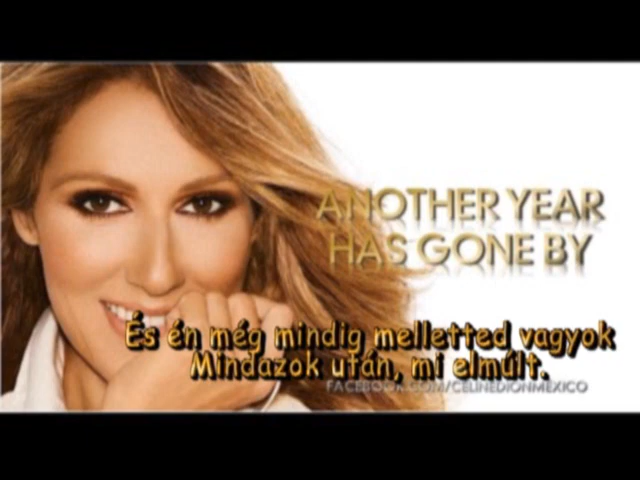 ANOTHER YEAR
HAS GONE BY
És én még mindig melletted vagyok
Mindazok után, mi elmúlt.
FACEBOOK.COM/CELINEDIONMEXICO